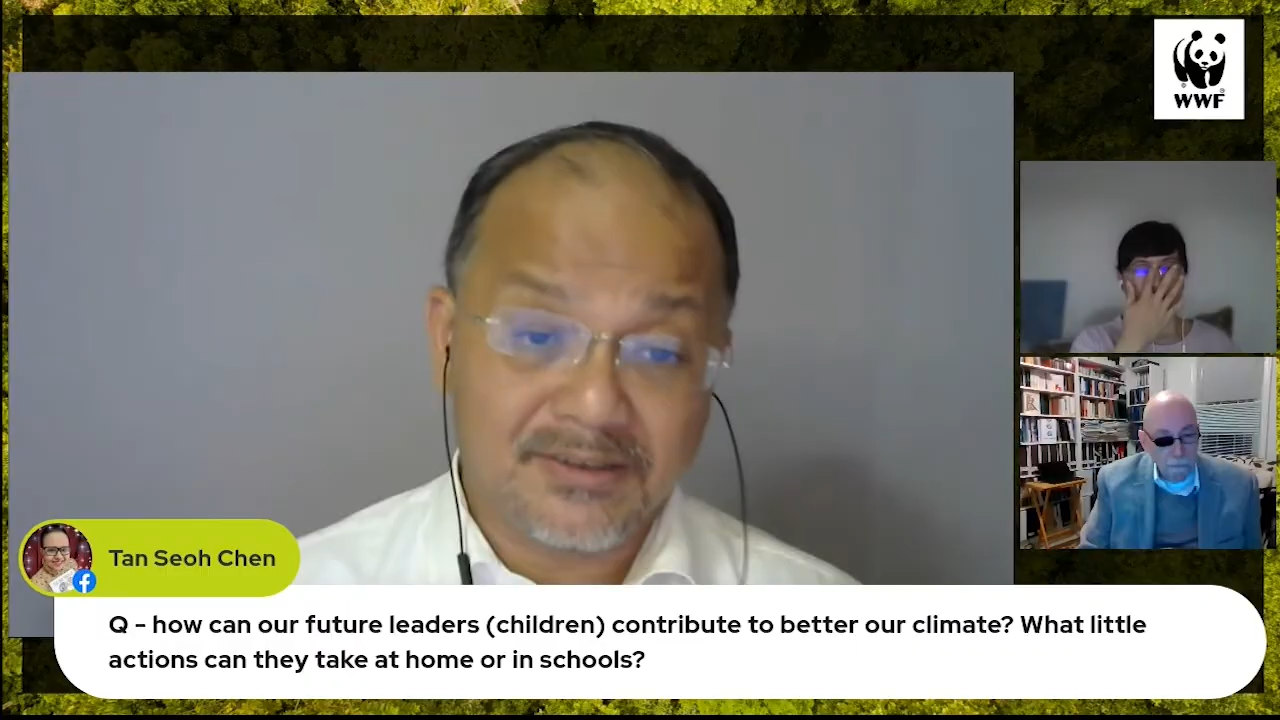 WWF
Tan Seoh Chen
Q - how can our future leaders (children) contribute to better our climate? What little
actions can they take at home or in schools?